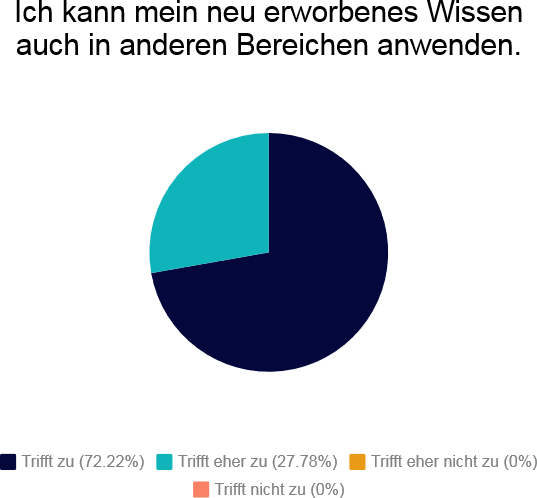 Ich kann mein neu erworbenes Wissen
auch in anderen Bereichen anwenden.
Trifft zu (72.22%) Trifft eher zu (27.78%) Trifft eher nicht zu (0%)
Trifft nicht zu (0%)